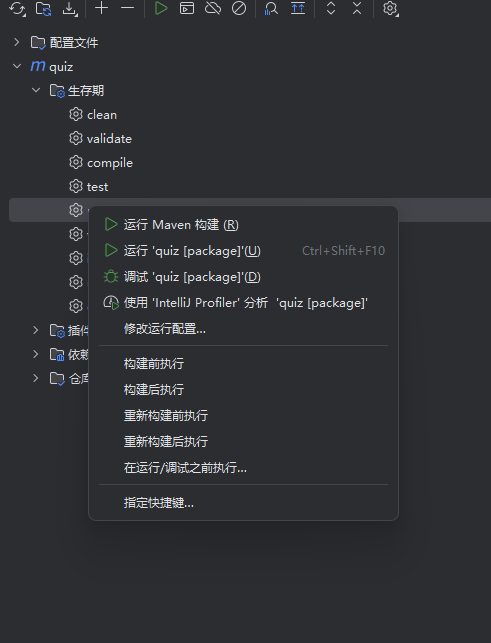 配置文件
m quiz
生存期
clean
validate
compile
test
运行 Maven 构建 (R)
运行 'quiz [package]'(U) Ctrl+Shift+F10
调试 'quiz [package]'(D)
使用 'IntelliJ Profiler' 分析 'quiz [package]'
修改运行配置...
构建前执行
构建后执行
重新构建前执行
重新构建后执行
在运行/调试之前执行...
指定快捷键...
插件
依赖
仓库